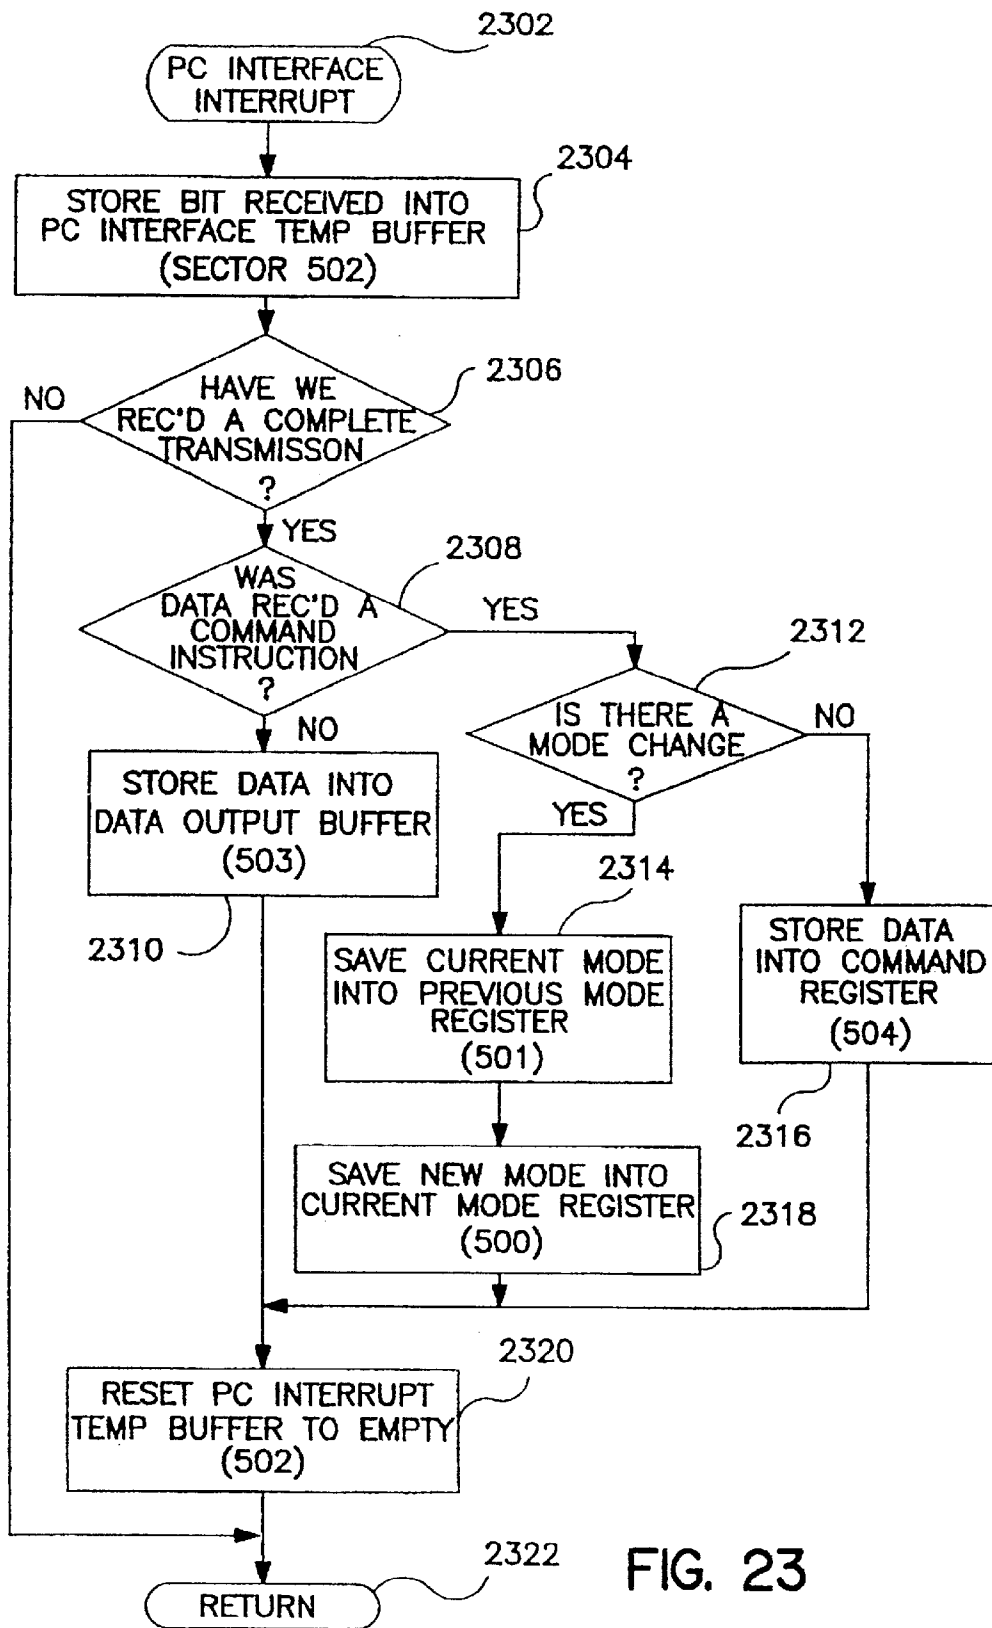 2302
PC INTERFACE
INTERRUPT
2304
STORE BIT RECEIVED INTO
PC INTERFACE TEMP BUFFER
(SECTOR 502)
2306
NO
HAVE WE
REC'D A COMPLETE
TRANSMISSON
?
YES
2308
WAS
DATA REC'D A
COMMAND
INSTRUCTION
?
YES
NO
2312
IS THERE A
MODE CHANGE
?
NO
YES
STORE DATA INTO
DATA OUTPUT BUFFER
(503)
2310
2314
SAVE CURRENT MODE
INTO PREVIOUS MODE
REGISTER
(501)
STORE DATA
INTO COMMAND
REGISTER
(504)
2316
SAVE NEW MODE INTO
CURRENT MODE REGISTER
(500)
2318
2320
RESET PC INTERRUPT
TEMP BUFFER TO EMPTY
(502)
2322
RETURN
FIG. 23